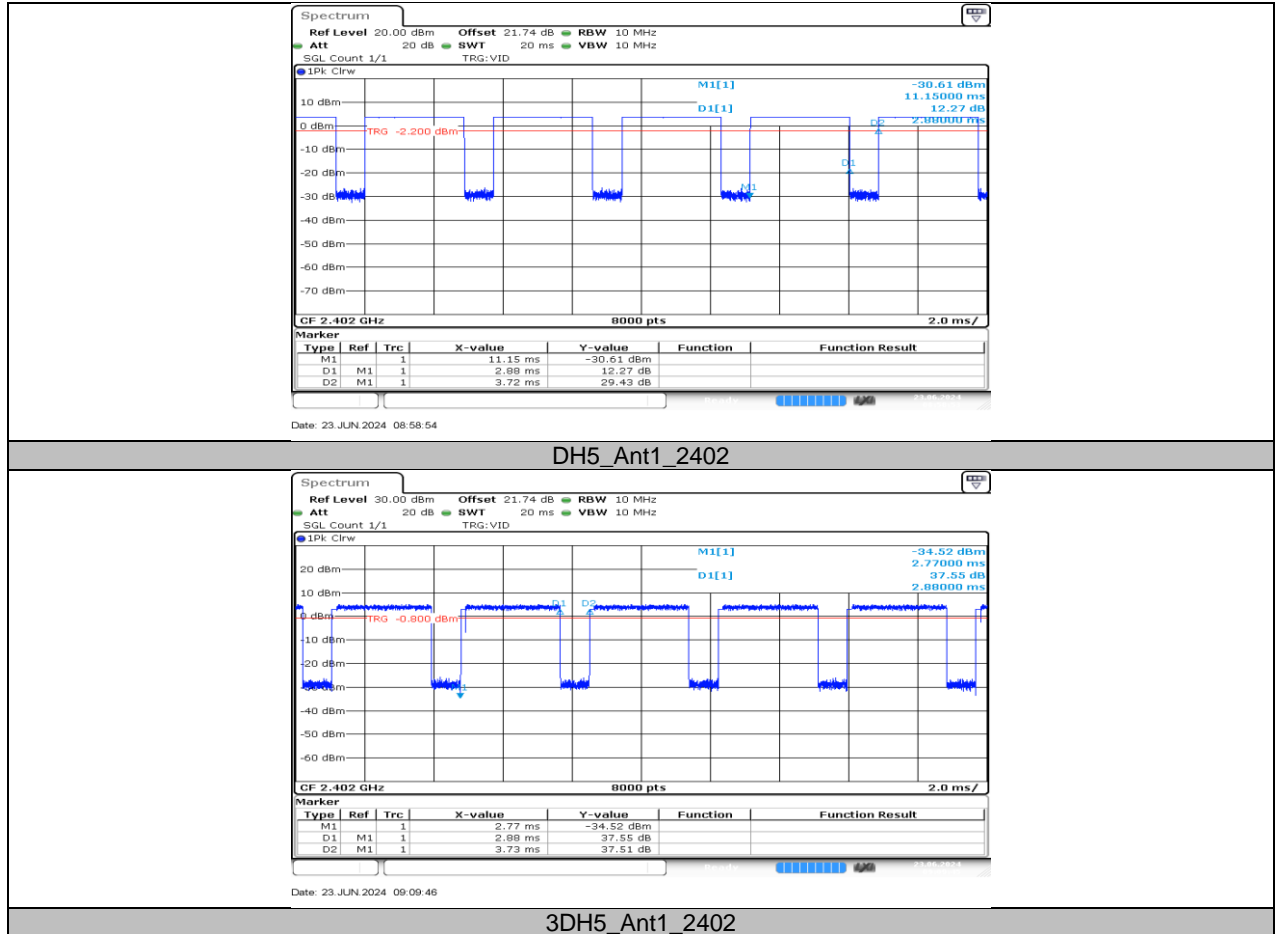 Spectrum
Ref Level 20.00 dBm Offset 21.74 dB RBW 10 MHz
Att 20 dB SWT 20 ms VBW 10 MHz
SGL Count 1/1 TRG:VID
1Pk Clrw
M1[1] -30.61 dBm
11.15000 ms
10 dBm D1[1] 12.27 dB
2.88000 ms
0 dBm D2
TRG -2.200 dBm
-10 dBm
D1
-20 dBm
M1
-30 dBm
-40 dBm
-50 dBm
-60 dBm
-70 dBm
CF 2.402 GHz 8000 pts 2.0 ms/
Marker
Type Ref Trc X-value Y-value Function Function Result
M1 1 11.15 ms -30.61 dBm
D1 M1 1 2.88 ms 12.27 dB
D2 M1 1 3.72 ms 29.43 dB
Ready 23.06.2024
Date: 23.JUN.2024 08:58:54
DH5_Ant1_2402
Spectrum
Ref Level 30.00 dBm Offset 21.74 dB RBW 10 MHz
Att 20 dB SWT 20 ms VBW 10 MHz
SGL Count 1/1 TRG:VID
1Pk Clrw
M1[1] -34.52 dBm
2.77000 ms
20 dBm D1[1] 37.55 dB
2.88000 ms
10 dBm
D1 D2
0 dBm
TRG -0.800 dBm
-10 dBm
-20 dBm
-30 dBm M1
-40 dBm
-50 dBm
-60 dBm
CF 2.402 GHz 8000 pts 2.0 ms/
Marker
Type Ref Trc X-value Y-value Function Function Result
M1 1 2.77 ms -34.52 dBm
D1 M1 1 2.88 ms 37.55 dB
D2 M1 1 3.73 ms 37.51 dB
Ready 23.06.2024
Date: 23.JUN.2024 09:09:46
3DH5_Ant1_2402